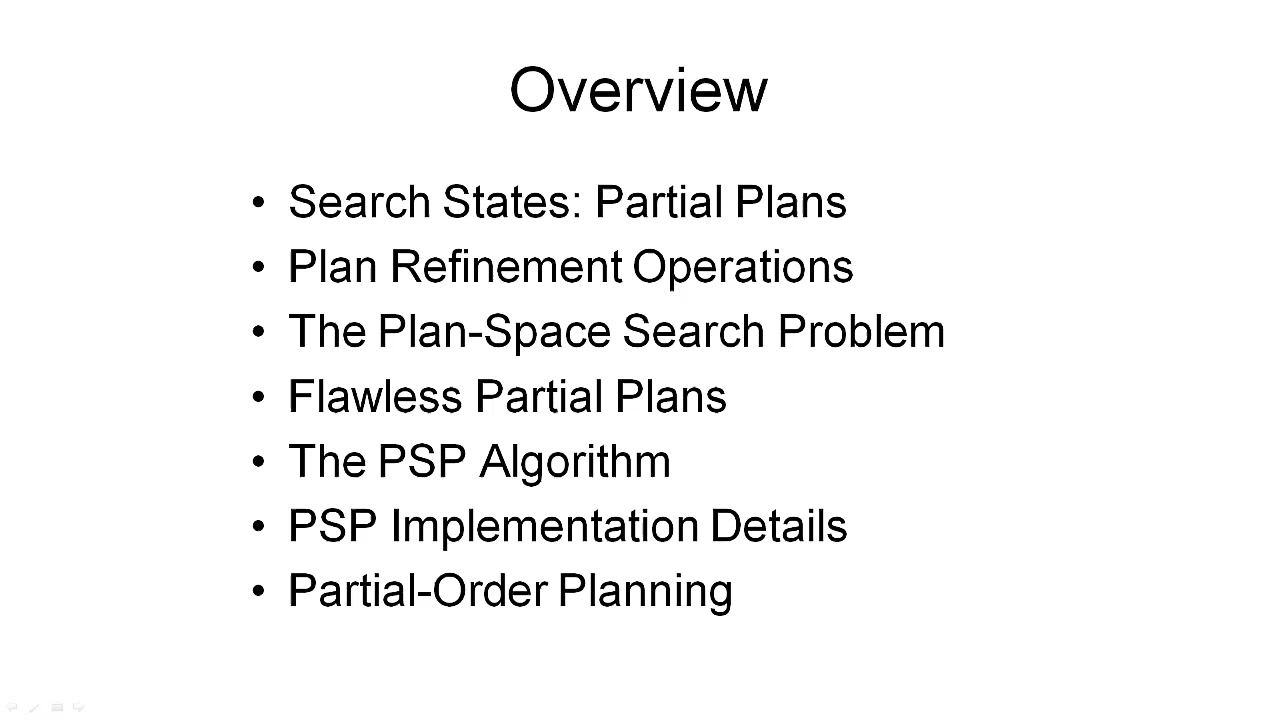 Overview
• Search States: Partial Plans
• Plan Refinement Operations
• The Plan-Space Search Problem
• Flawless Partial Plans
• The PSP Algorithm
• PSP Implementation Details
• Partial-Order Planning